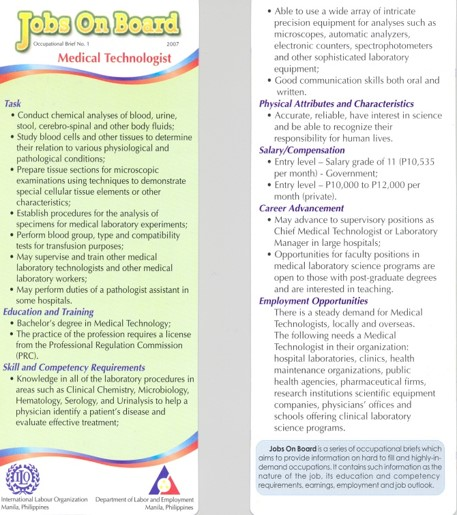 Jobs On Board
Occupational Brief No. 1 2007
Medical Technologist
Task
• Conduct chemical analyses of blood, urine,
stool, cerebro-spinal and other body fluids;
• Study blood cells and other tissues to determine
their relation to various physiological and
pathological conditions;
• Prepare tissue sections for microscopic
examinations using techniques to demonstrate
special cellular tissue elements or other
characteristics;
• Establish procedures for the analysis of
specimens for medical laboratory experiments;
• Perform blood group, type and compatibility
tests for transfusion purposes;
• May supervise and train other medical
laboratory technologists and other medical
laboratory workers;
• May perform duties of a pathologist assistant in
some hospitals.
Education and Training
• Bachelor's degree in Medical Technology;
• The practice of the profession requires a license
from the Professional Regulation Commission
(PRC).
Skill and Competency Requirements
• Knowledge in all of the laboratory procedures in
areas such as Clinical Chemistry, Microbiology,
Hematology, Serology, and Urinalysis to help a
physician identify a patient's disease and
evaluate effective treatment;
International Labour Organization
Manila, Philippines
Department of Labor and Employment
Manila, Philippines
• Able to use a wide array of intricate
precision equipment for analyses such as
microscopes, automatic analyzers,
electronic counters, spectrophotometers
and other sophisticated laboratory
equipment;
• Good communication skills both oral and
written.
Physical Attributes and Characteristics
• Accurate, reliable, have interest in science
and be able to recognize their
responsibility for human lives.
Salary/Compensation
• Entry level – Salary grade of 11 (P10,535
per month) - Government;
• Entry level – P10,000 to P12,000 per
month (private).
Career Advancement
• May advance to supervisory positions as
Chief Medical Technologist or Laboratory
Manager in large hospitals;
• Opportunities for faculty positions in
medical laboratory science programs are
open to those with post-graduate degrees
and are interested in teaching.
Employment Opportunities
There is a steady demand for Medical
Technologists, locally and overseas.
The following needs a Medical
Technologist in their organization:
hospital laboratories, clinics, health
maintenance organizations, public
health agencies, pharmaceutical firms,
research institutions scientific equipment
companies, physicians' offices and
schools offering clinical laboratory
science programs.
Jobs On Board is a series of occupational briefs which
aims to provide information on hard to fill and highly-in-
demand occupations. It contains such information as the
nature of the job, its education and competency
requirements, earnings, employment and job outlook.